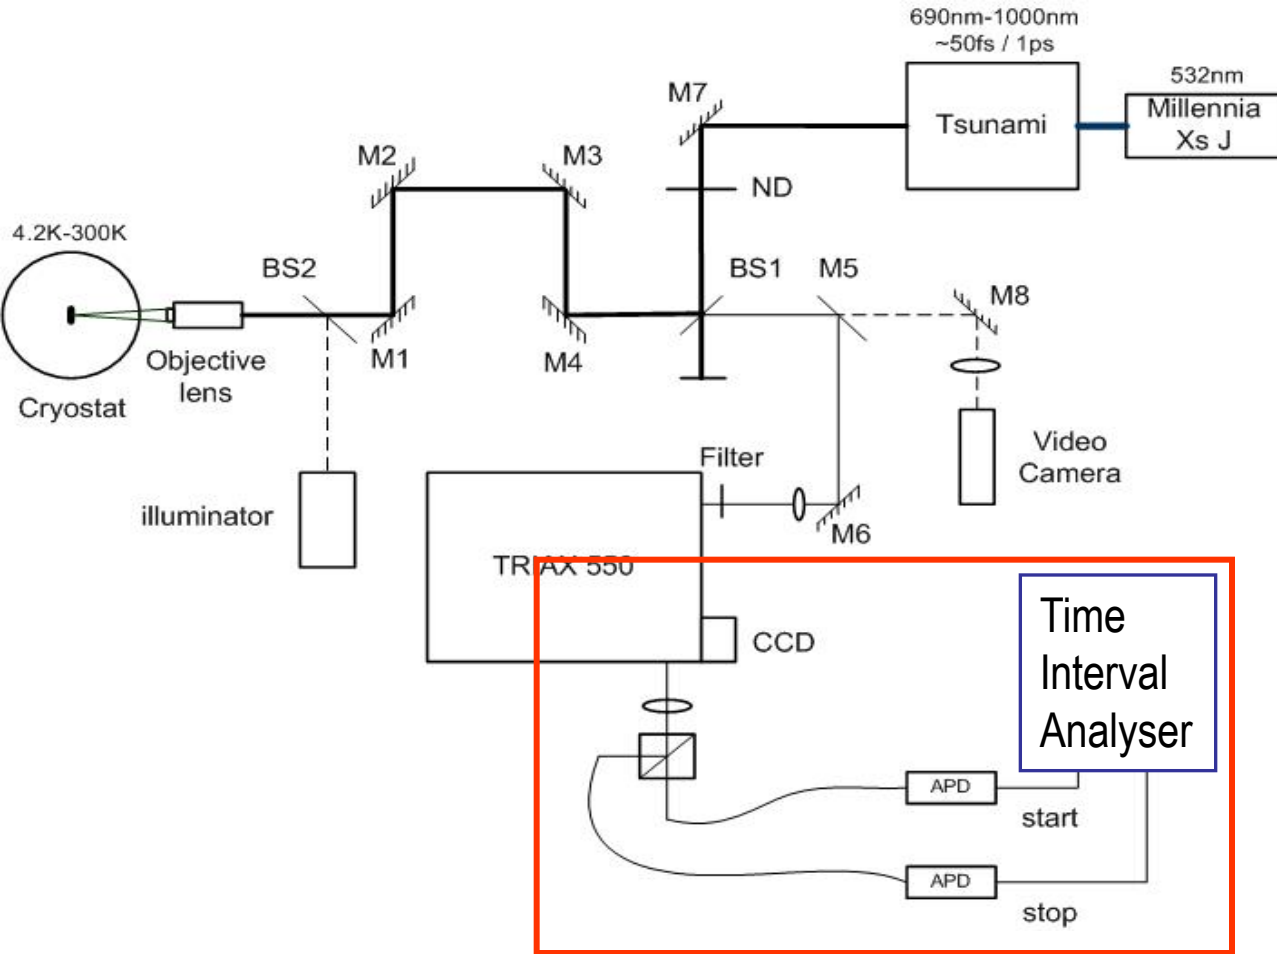 690nm-1000nm
~50fs / 1ps
532nm
Millennia
Xs J
Tsunami
M7
M2
M3
ND
4.2K-300K
BS2
BS1
M5
M8
M1
M4
Objective
lens
Cryostat
Video
Camera
Filter
illuminator
M6
TRIAX 550
Time
Interval
Analyser
CCD
APD
start
APD
stop